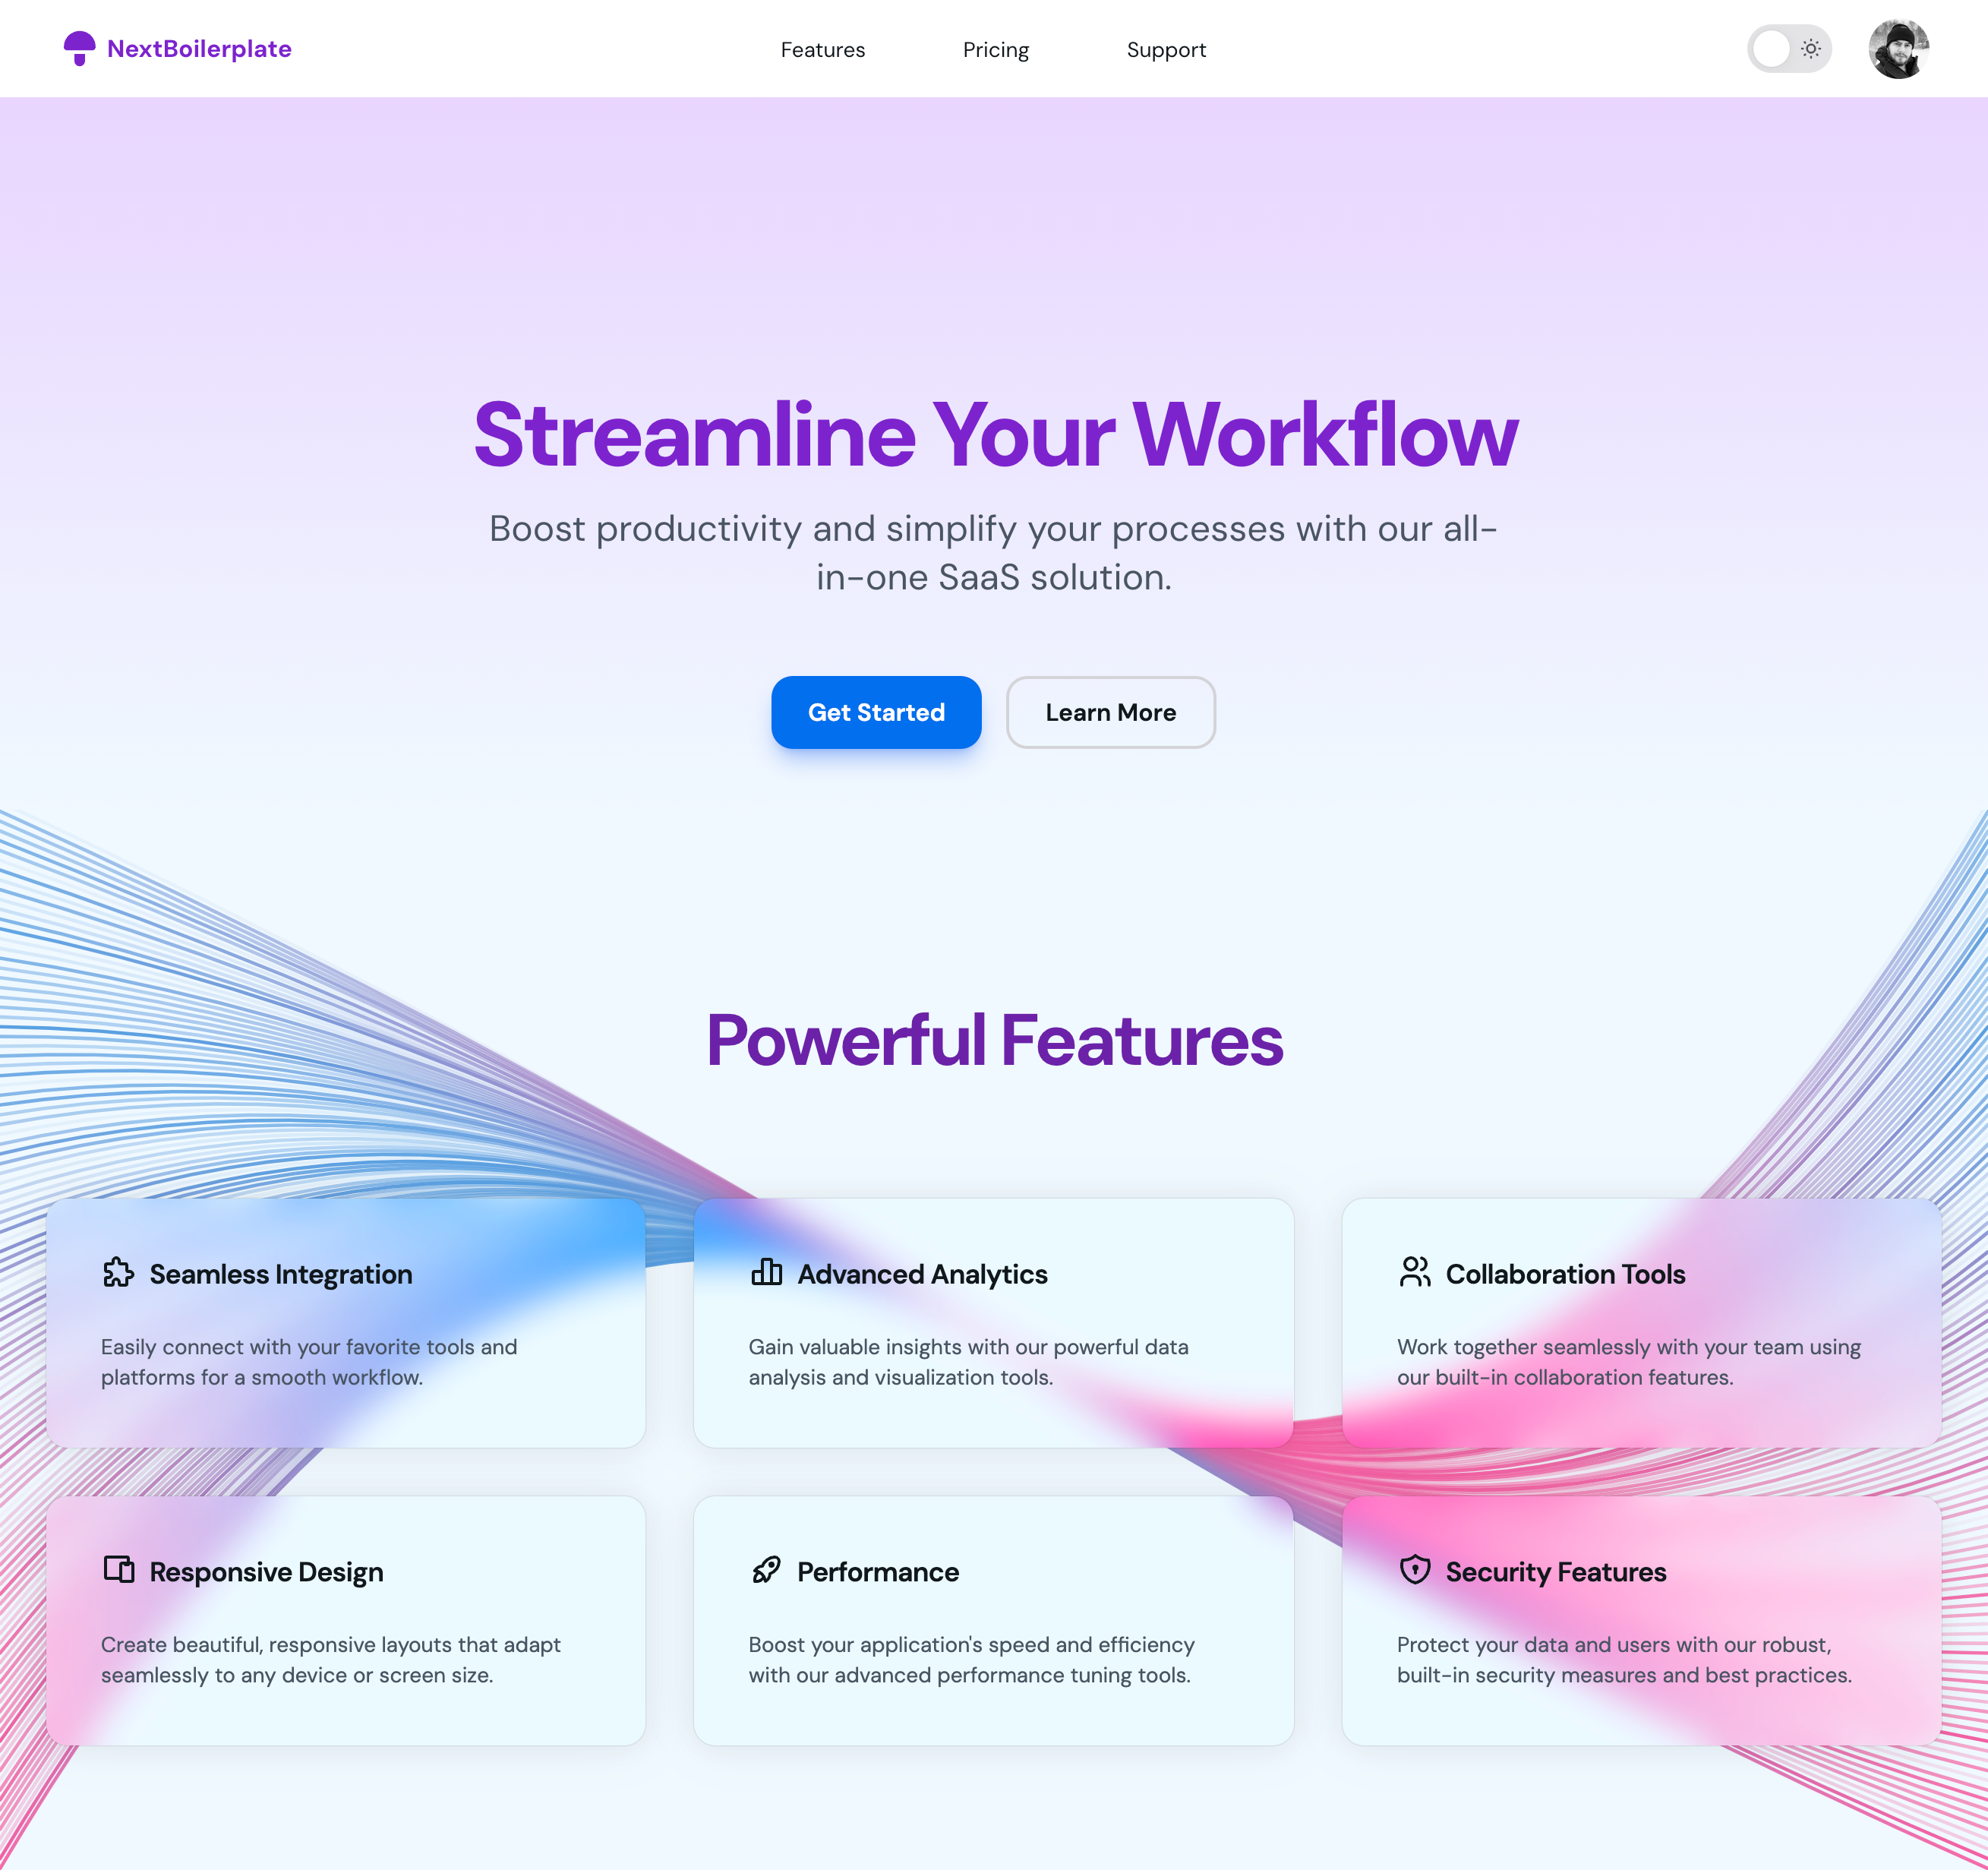 NextBoilerplate
Features
Pricing
Support
Streamline Your Workflow
Boost productivity and simplify your processes with our all-
in-one SaaS solution.
Get Started
Learn More
Powerful Features
Seamless Integration
Easily connect with your favorite tools and
platforms for a smooth workflow.
Advanced Analytics
Gain valuable insights with our powerful data
analysis and visualization tools.
Collaboration Tools
Work together seamlessly with your team using
our built-in collaboration features.
Responsive Design
Create beautiful, responsive layouts that adapt
seamlessly to any device or screen size.
Performance
Boost your application's speed and efficiency
with our advanced performance tuning tools.
Security Features
Protect your data and users with our robust,
built-in security measures and best practices.